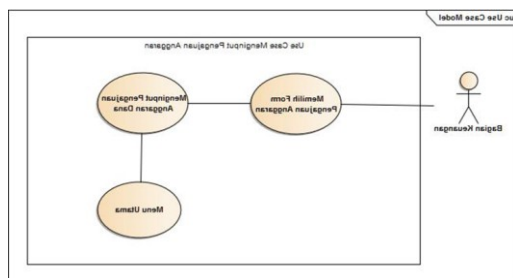 uc Use Case Model
Use Case Menginput Pengajuan Anggaran
Bagian Keuangan
Memilih Form
Pengajuan Anggaran
Menginput Pengajuan
Anggaran Dana
Menu Utama